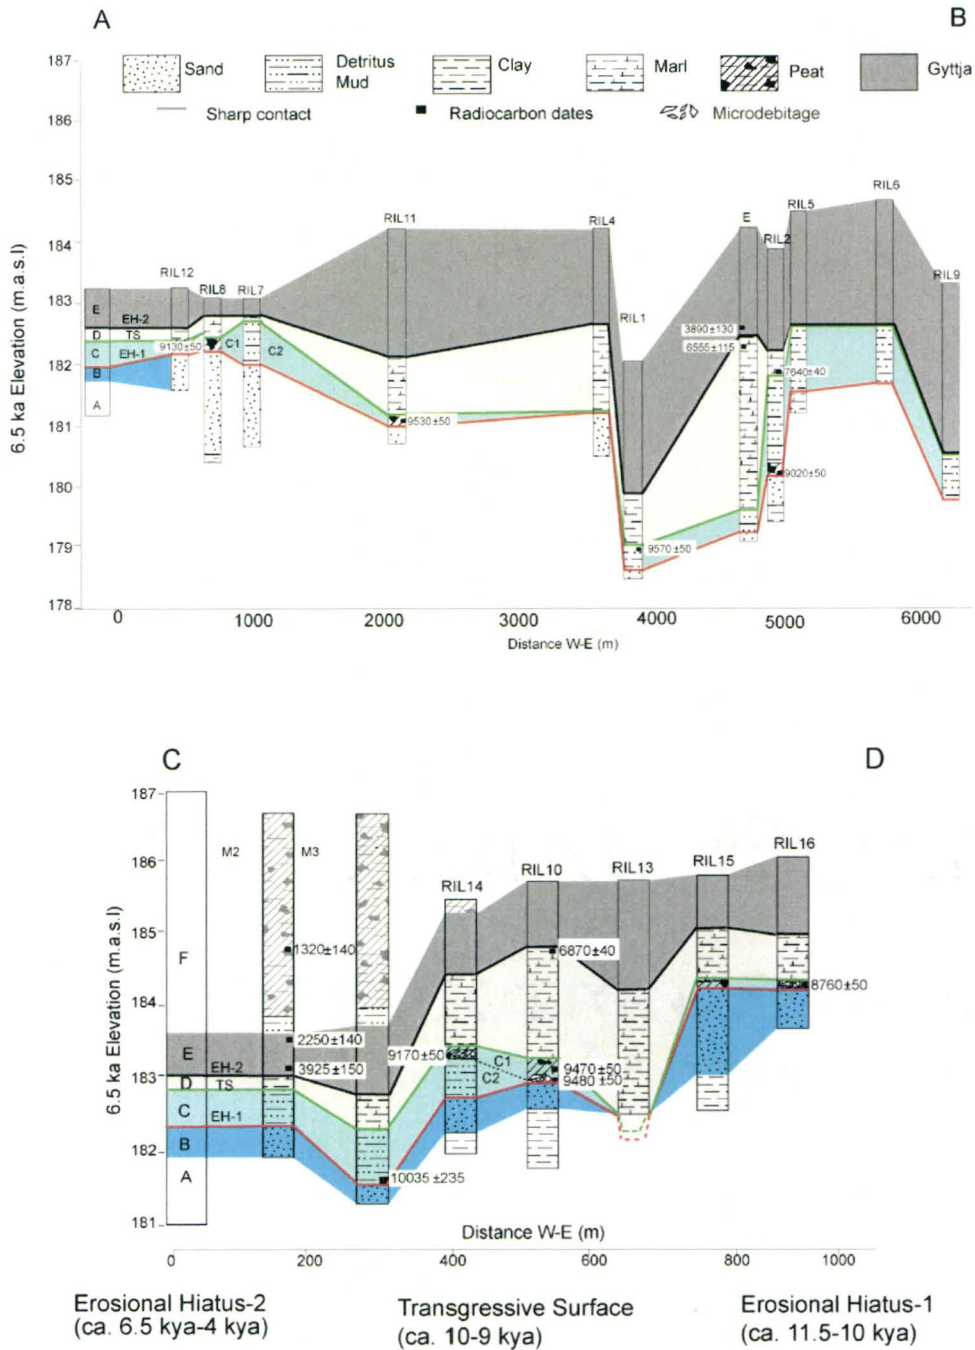 A
B
187
Sand
Detritus
Mud
Clay
Marl
Peat
Gyttja
Sharp contact
Radiocarbon dates
Microdebitage
186
185
184
183
182
181
180
179
178
6.5 ka Elevation (m.a.s.l)
RIL12
RIL8
RIL7
RIL11
RIL4
RIL1
E
RIL2
RIL5
RIL6
RIL9
E
EH-2
D
TS
C
EH-1
B
A
9130±50
C1
C2
9530±50
9570±50
3890±130
6555±115
7640±40
9020±50
0
1000
2000
3000
4000
5000
6000
Distance W-E (m)
C
D
187
186
185
184
183
182
181
6.5 ka Elevation (m.a.s.l)
M2
M3
RIL14
RIL10
RIL13
RIL15
RIL16
F
E
EH-2
D
TS
C
EH-1
B
A
1320±140
2250±140
3925±150
10035±235
9170±50
C1
C2
6870±40
9470±50
9480±50
8760±50
Distance W-E (m)
0
200
400
600
800
1000
Erosional Hiatus-2
(ca. 6.5 kya-4 kya)
Transgressive Surface
(ca. 10-9 kya)
Erosional Hiatus-1
(ca. 11.5-10 kya)